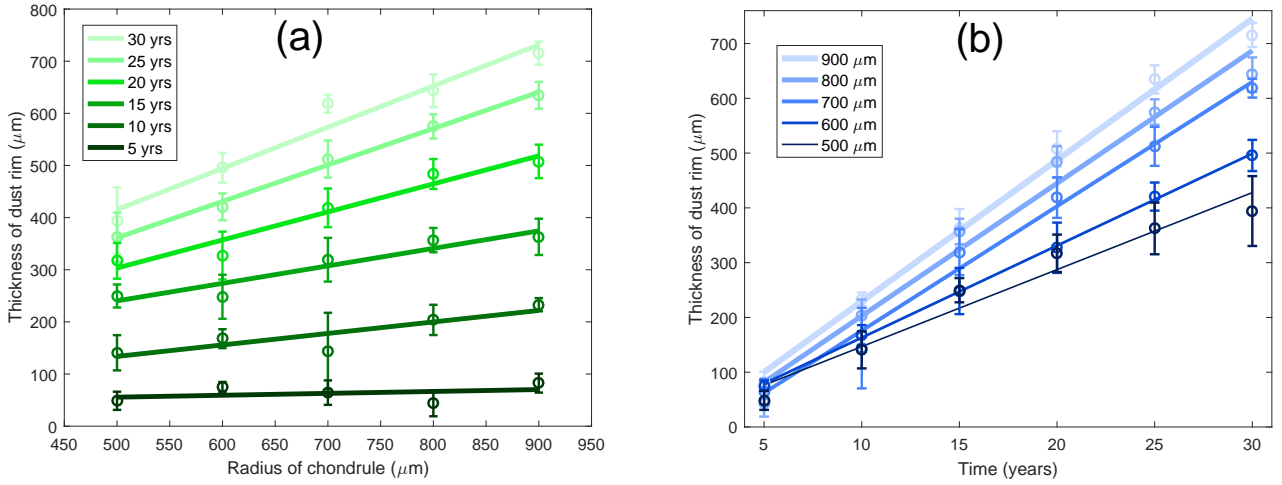 (a)
30 yrs
25 yrs
20 yrs
15 yrs
10 yrs
5 yrs
Thickness of dust rim (μm)
800
700
600
500
400
300
200
100
0
450 500 550 600 650 700 750 800 850 900 950
Radius of chondrule (μm)
(b)
900 μm
800 μm
700 μm
600 μm
500 μm
Thickness of dust rim (μm)
700
600
500
400
300
200
100
0
5 10 15 20 25 30
Time (years)